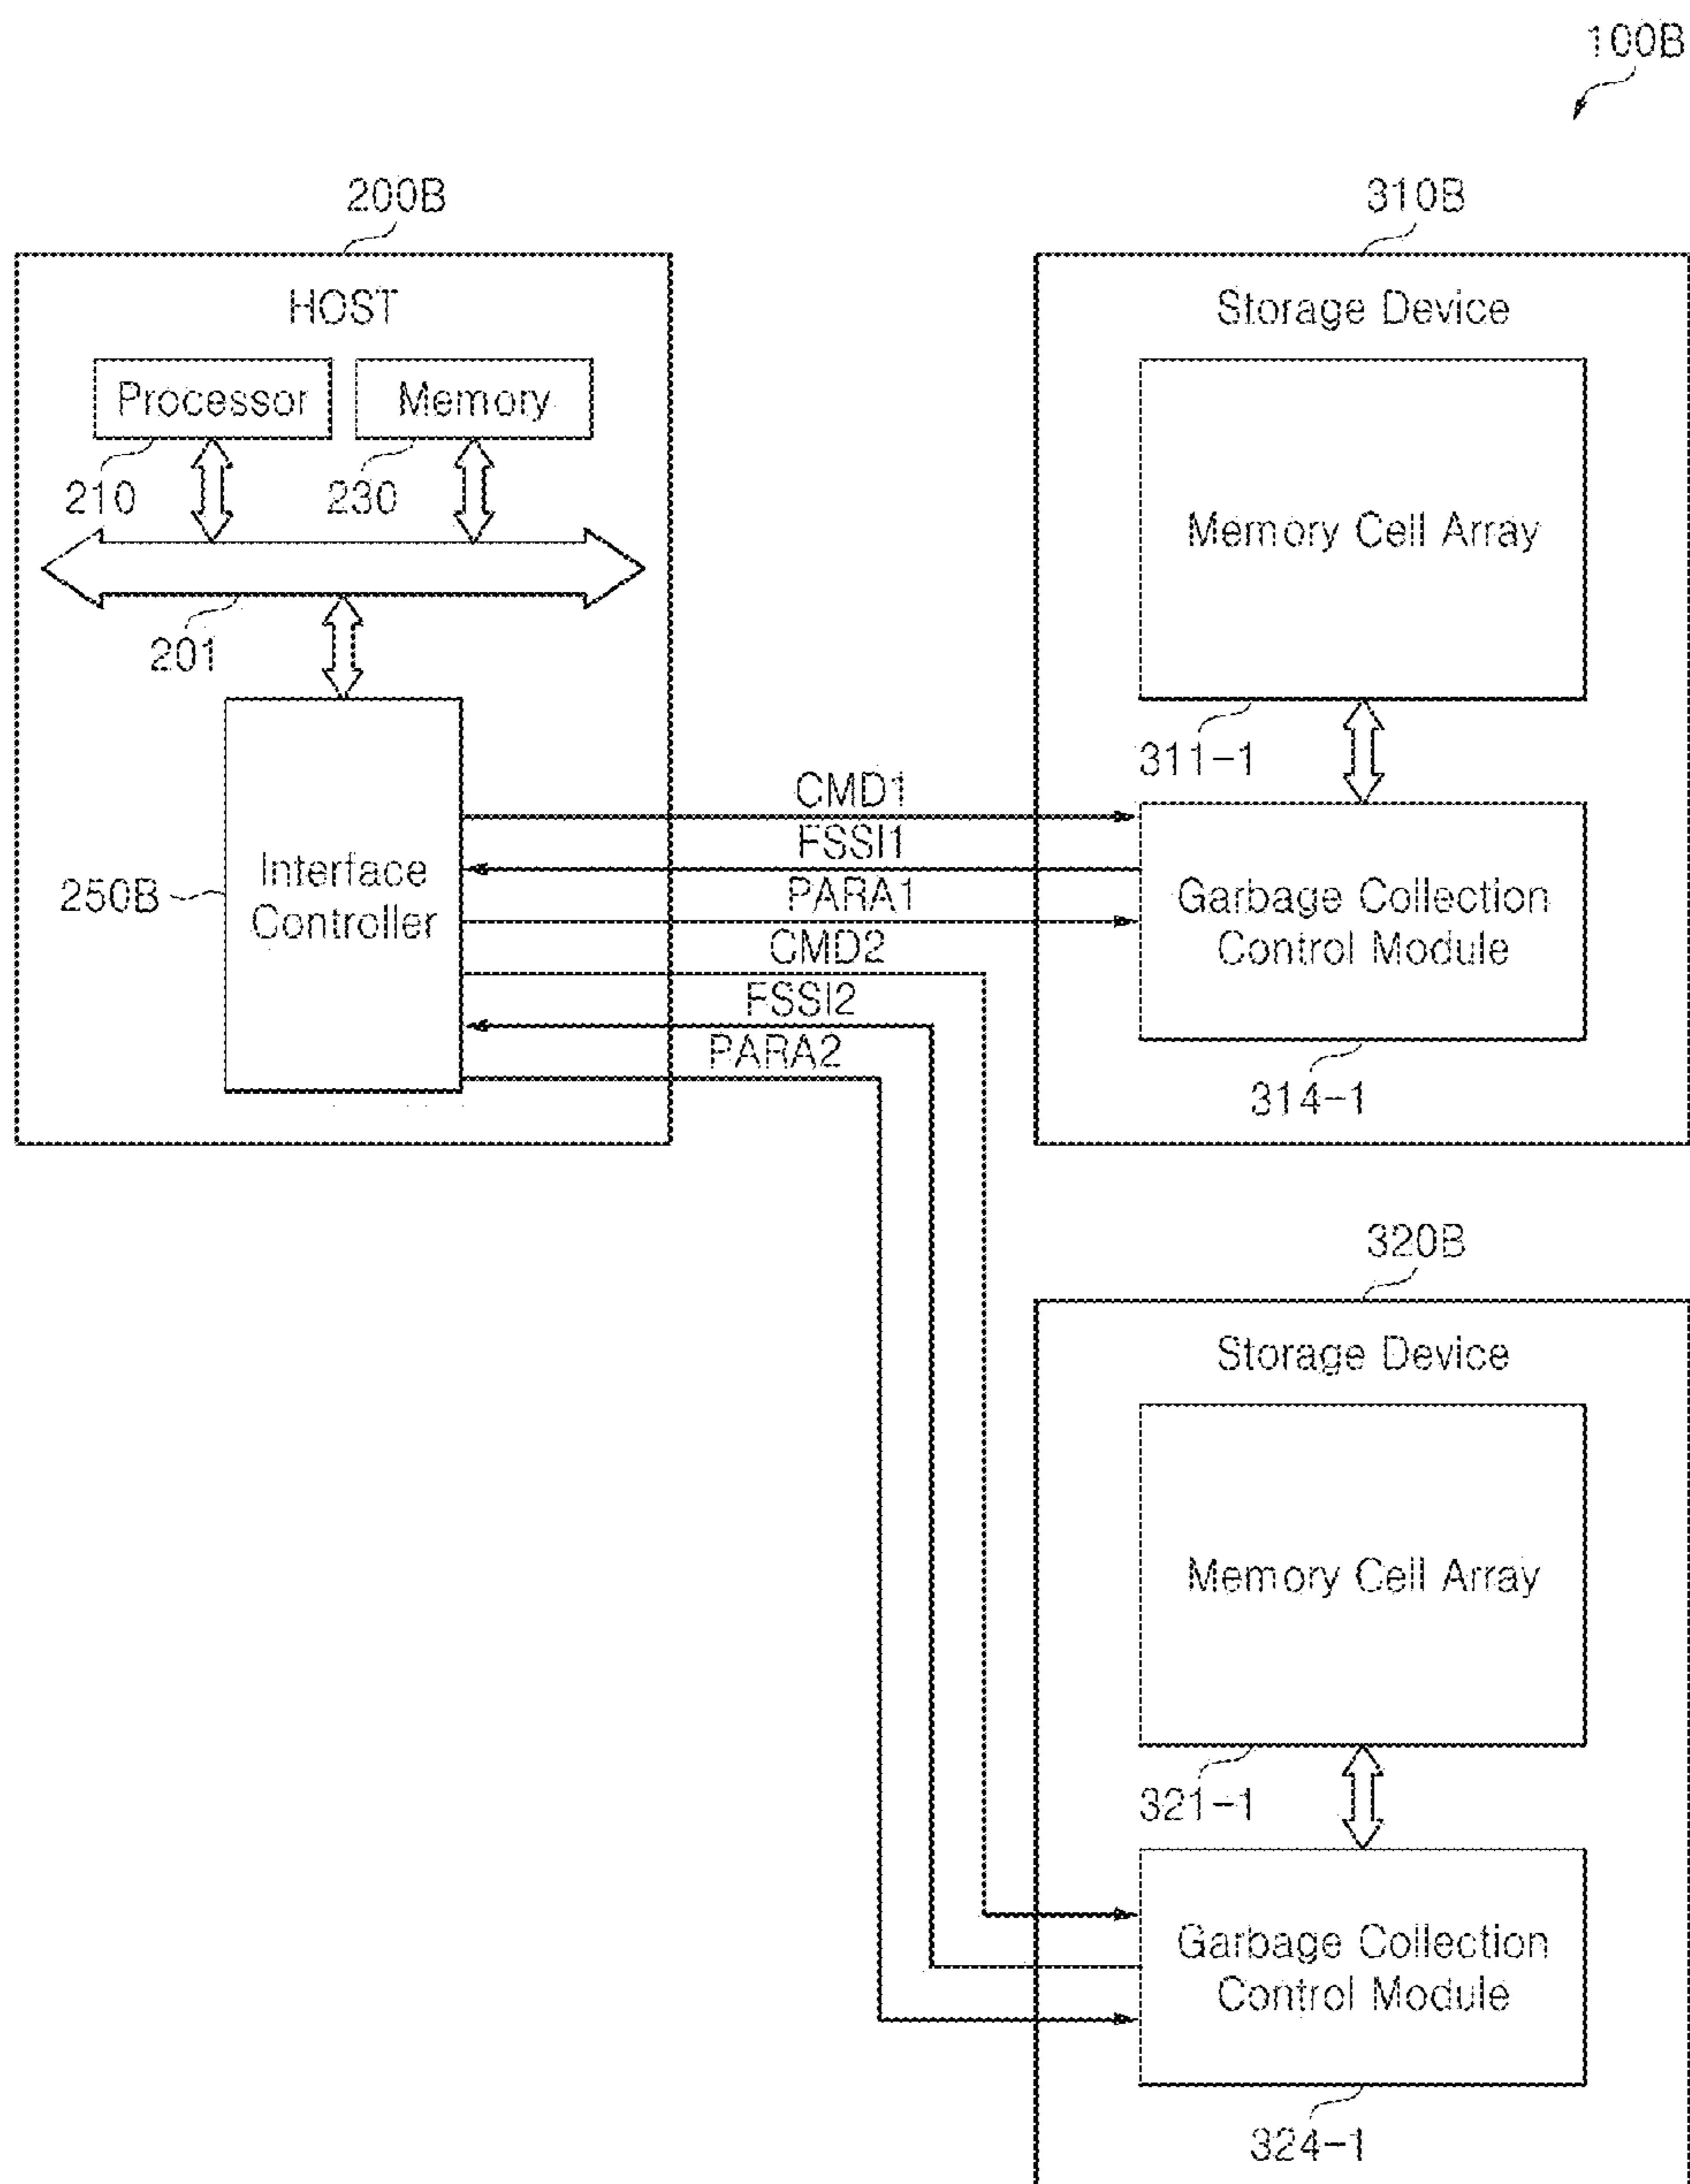 100B
200B
310B
HOST
Storage Device
Processor
Memory
210
230
Memory Cell Array
201
311-1
CMD1
FSSI1
PARA1
CMD2
FSSI2
PARA2
250B
Interface
Controller
Garbage Collection
Control Module
314-1
320B
Storage Device
Memory Cell Array
321-1
Garbage Collection
Control Module
324-1